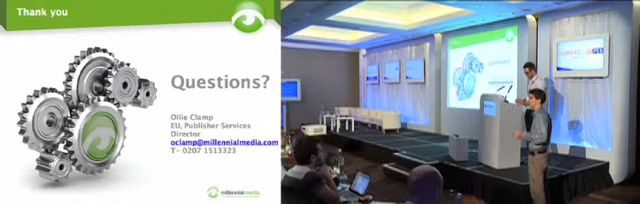 Thank you
Questions?
Ollie Clamp
EU, Publisher Services
Director
oclamp@millennialmedia.com
T- 0207 1513323
millennialmedia.